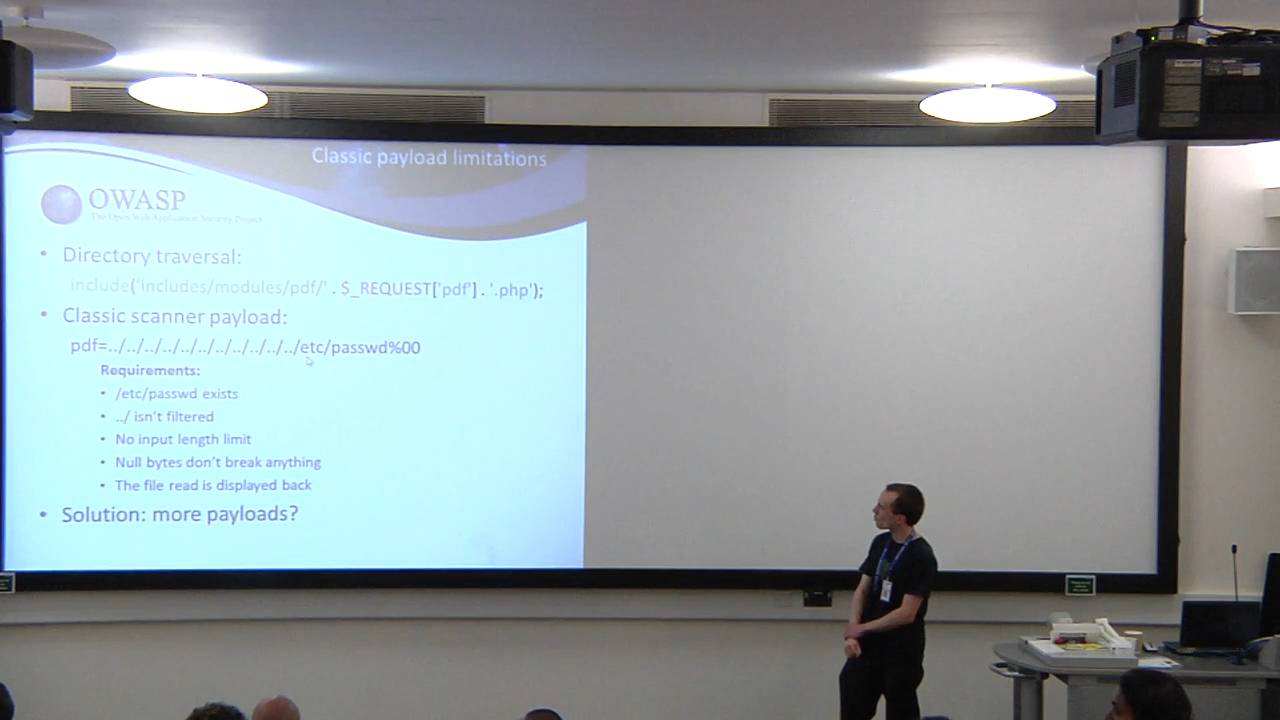 Classic payload limitations
OWASP
The Open Web Application Security Project
• Directory traversal:
include('includes/modules/pdf/' . $_REQUEST['pdf'] . '.php');
• Classic scanner payload:
pdf=../../../../../../../../../../../etc/passwd%00
Requirements:
• /etc/passwd exists
• ../ isn't filtered
• No input length limit
• Null bytes don't break anything
• The file read is displayed back
• Solution: more payloads?